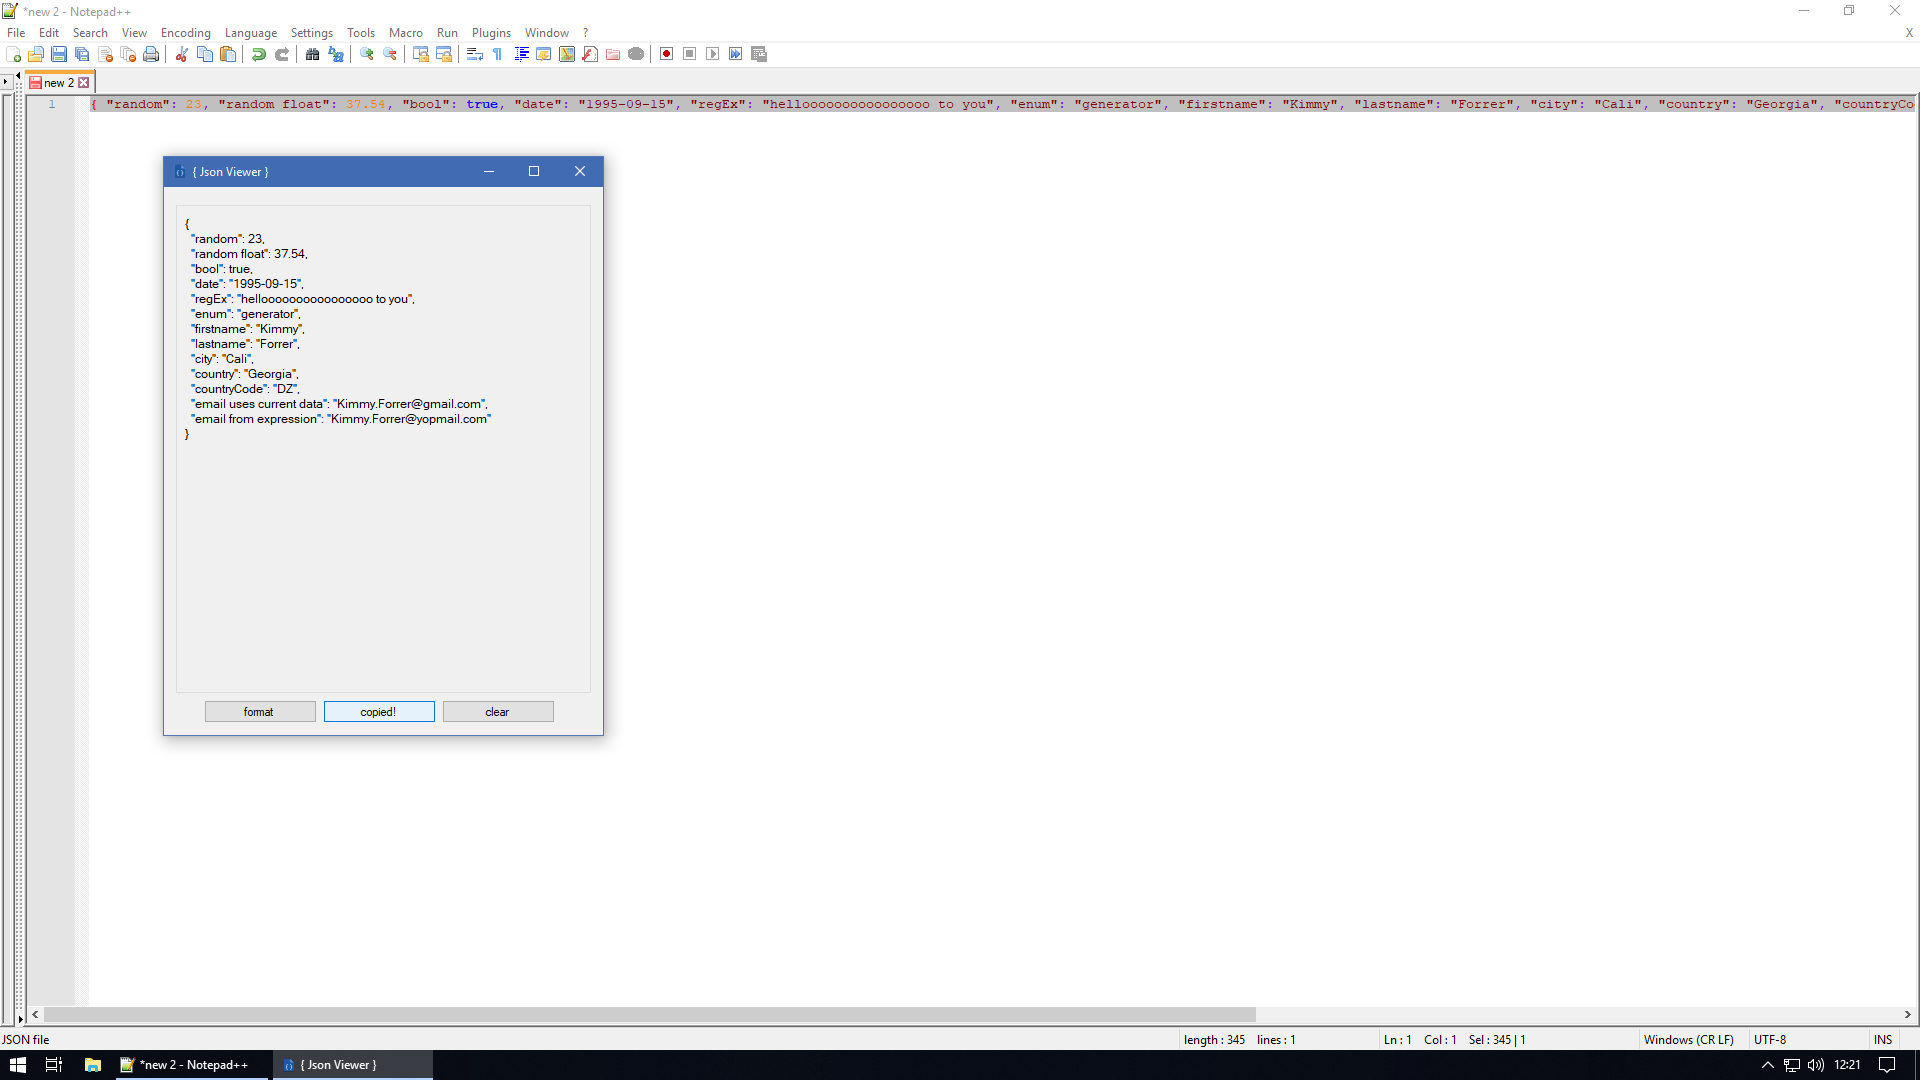 *new 2 - Notepad++
File Edit Search View Encoding Language Settings Tools Macro Run Plugins Window ? X
new 2
1 { "random": 23, "random float": 37.54, "bool": true, "date": "1995-09-15", "regEx": "helloooooooooooooooo to you", "enum": "generator", "firstname": "Kimmy", "lastname": "Forrer", "city": "Cali", "country": "Georgia", "countryCo
{ Json Viewer }
{
"random": 23,
"random float": 37.54,
"bool": true,
"date": "1995-09-15",
"regEx": "helloooooooooooooooo to you",
"enum": "generator",
"firstname": "Kimmy",
"lastname": "Forrer",
"city": "Cali",
"country": "Georgia",
"countryCode": "DZ",
"email uses current data": "Kimmy.Forrer@gmail.com",
"email from expression": "Kimmy.Forrer@yopmail.com"
}
format copied! clear
JSON file length : 345 lines : 1 Ln : 1 Col : 1 Sel : 345 | 1 Windows (CR LF) UTF-8 INS
*new 2 - Notepad++ { Json Viewer } 12:21